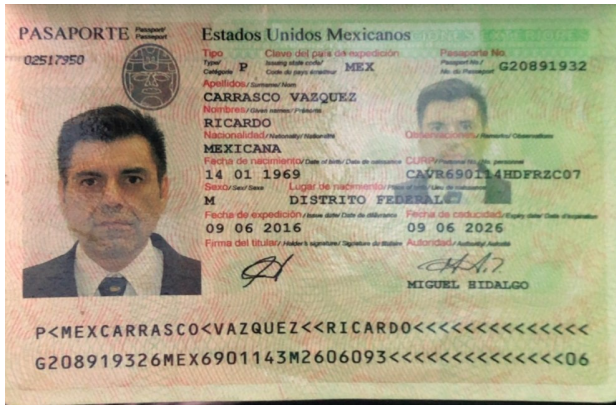 PASAPORTE Passport/ Passeport Estados Unidos Mexicanos
02517950
Tipo Clave del país de expedición Pasaporte No.
Type/ Issuing state code/ Passport No./
Categorie P Code du pays émetteur MEX No. du Passeport G20891932
Apellidos/ Surname/ Nom
CARRASCO VAZQUEZ
Nombres/ Given names/ Prénoms
RICARDO
Nacionalidad/ Nationality/ Nationalité Observaciones/ Remarks/ Observations
MEXICANA
Fecha de nacimiento/ Date of birth/ Date de naissance CURP/ Personal No./No. personnel
14 01 1969 CAVR690114HDFRZC07
Sexo/ Sex/ Sexe Lugar de nacimiento/ Place of birth/ Lieu de naissance
M DISTRITO FEDERAL
Fecha de expedición/ Issue date/ Date de délivrance Fecha de caducidad/ Expiry date/ Date d'expiration
09 06 2016 09 06 2026
Firma del titular/ Holder's signature/ Signature du titulaire Autoridad/ Authority/ Autorité
MIGUEL HIDALGO
P<MEXCARRASCO<VAZQUEZ<<RICARDO<<<<<<<<<<<<<<
G208919326MEX6901143M2606093<<<<<<<<<<<<<<06